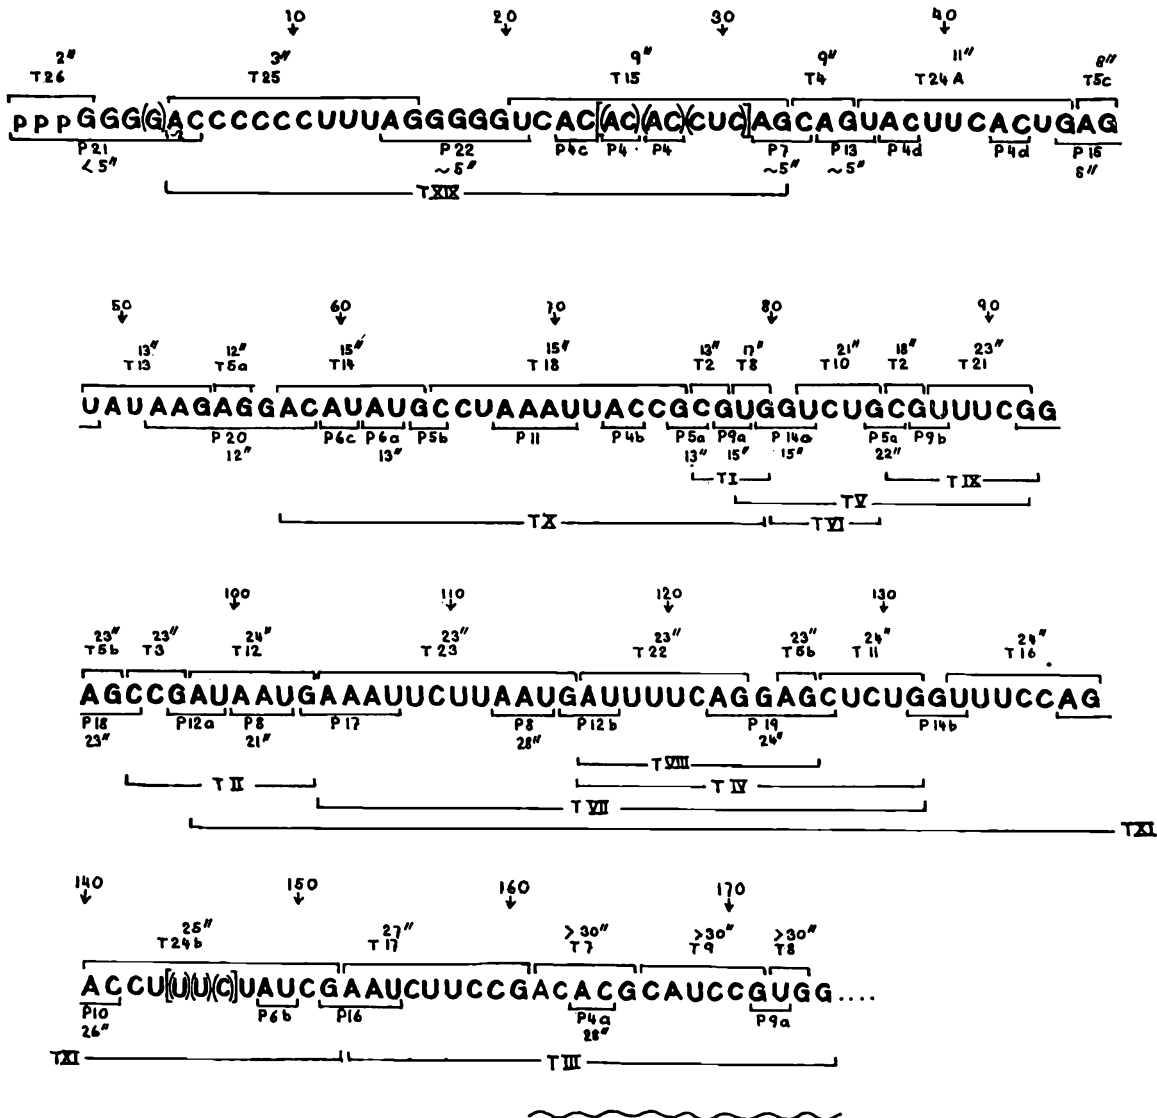 10 20 30 40
2" 3" 9" 9" 11" 8"
T26 T25 T15 T4 T24A T5c
pppGGGG(G)ACCCCCCUUUAGGGGGUCAC[(AC)(AC)(CUC]AGCAGUACUUCACUGAG
P21 P22 P4c P4 P4 P7 P13 P4d P4d P15
<5" ~5" ~5" ~5" 8"
TXIX
50 60 70 80 90
13" 12" 15" 15" 13" 17" 21" 18" 23"
T13 T5a T14 T18 T2 T8 T10 T2 T21
UAUAAGAGGACAUAUGCCUAAAUUACCGCGUGGUCUGCGUUUCGG
P20 P6c P6a P5b P11 P4b P5a P9a P14a P5a P9b
12" 13" 13" 15" 15" 22"
TI TIX
TV
TX TVI
100 110 120 130
23" 23" 24" 23" 23" 23" 24" 24"
T5b T3 T12 T23 T22 T5b T11 T16
AGCCGAUAAUGAAAUUCUUAAUGAUUUUCAGGAGCUCUGGUUUCCAG
P18 P12a P8 P17 P8 P12b P19 P14b
23" 21" 28" 24"
TVIII
TII TIV
TVII
TXI
140 150 160 170
25" 27" >30" >30" >30"
T24b T17 T7 T9 T8
ACCU[(U)(U)(C)]UAUCGAAUCUUCCGACACGCAUCCGUGG....
P10 P6b P16 P4a P9a
26" 28"
TXI TIII